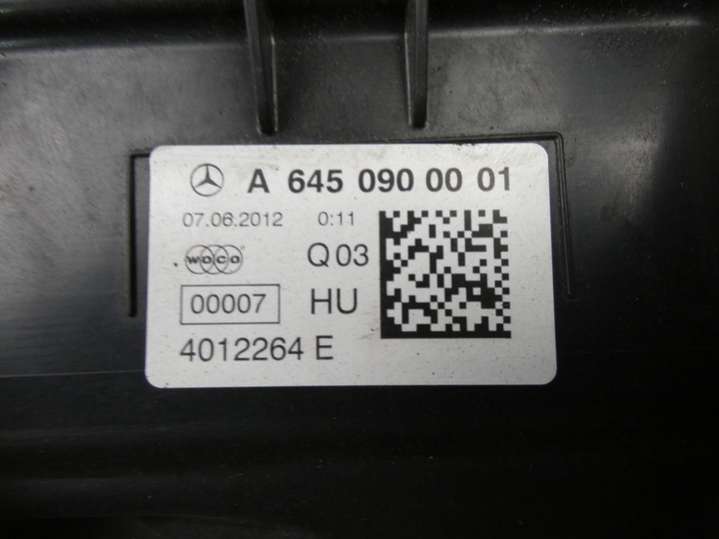 A 645 090 00 01
07.06.2012 0:11
WOCO Q 03
00007 HU
4012264 E